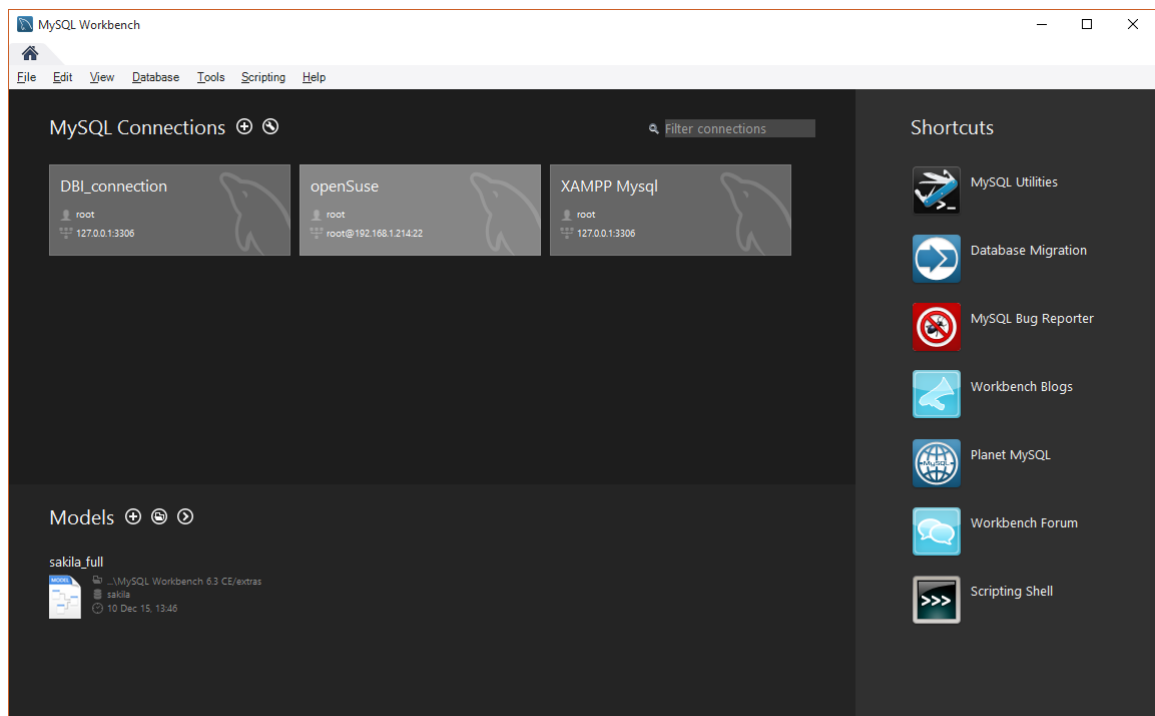 MySQL Workbench
File Edit View Database Tools Scripting Help
MySQL Connections
Filter connections
DBI_connection
root
127.0.0.1:3306
openSuse
root
root@192.168.1.214:22
XAMPP Mysql
root
127.0.0.1:3306
Shortcuts
MySQL Utilities
Database Migration
MySQL Bug Reporter
Workbench Blogs
Planet MySQL
Workbench Forum
>>>
Scripting Shell
Models
sakila_full
MODEL
...\MySQL Workbench 6.3 CE/extras
sakila
10 Dec 15, 13:46